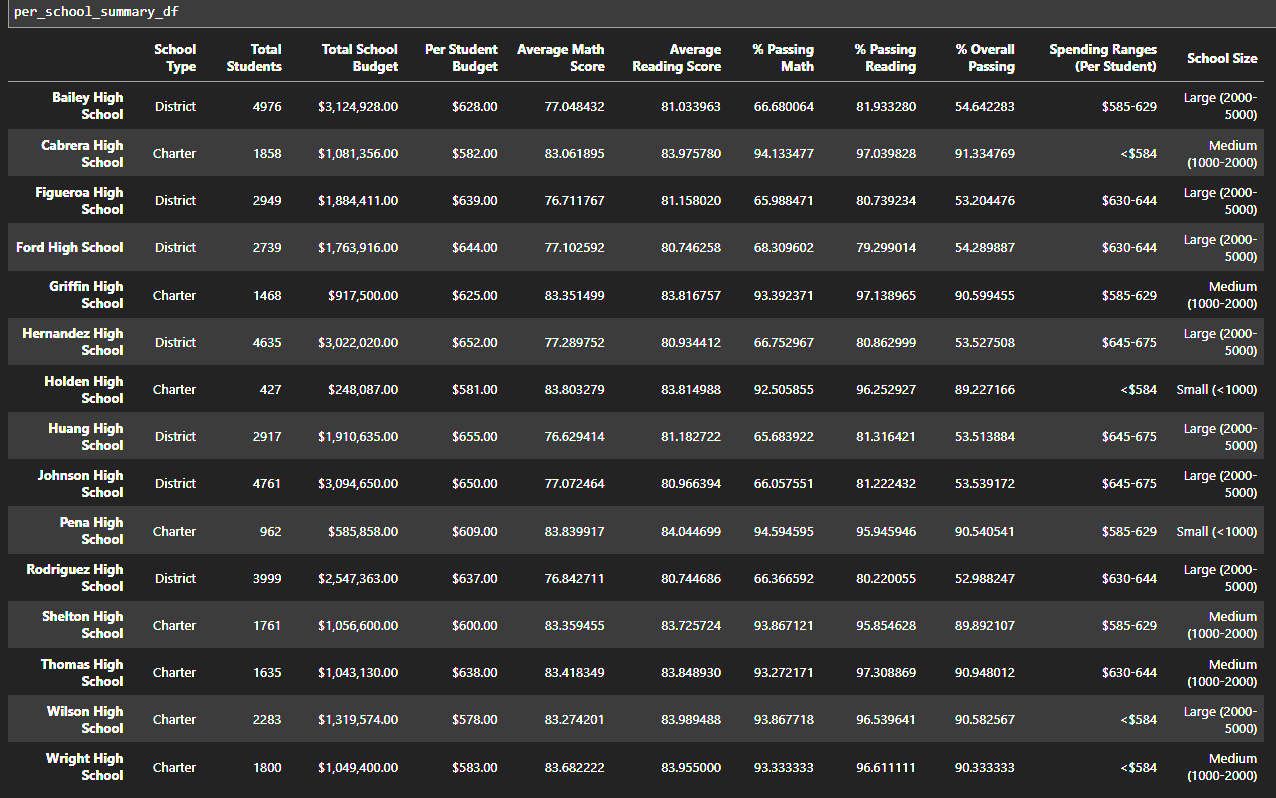 per_school_summary_df
School Type Total Students Total School Budget Per Student Budget Average Math Score Average Reading Score % Passing Math % Passing Reading % Overall Passing Spending Ranges (Per Student) School Size
Bailey High School District 4976 $3,124,928.00 $628.00 77.048432 81.033963 66.680064 81.933280 54.642283 $585-629 Large (2000-5000)
Cabrera High School Charter 1858 $1,081,356.00 $582.00 83.061895 83.975780 94.133477 97.039828 91.334769 <$584 Medium (1000-2000)
Figueroa High School District 2949 $1,884,411.00 $639.00 76.711767 81.158020 65.988471 80.739234 53.204476 $630-644 Large (2000-5000)
Ford High School District 2739 $1,763,916.00 $644.00 77.102592 80.746258 68.309602 79.299014 54.289887 $630-644 Large (2000-5000)
Griffin High School Charter 1468 $917,500.00 $625.00 83.351499 83.816757 93.392371 97.138965 90.599455 $585-629 Medium (1000-2000)
Hernandez High School District 4635 $3,022,020.00 $652.00 77.289752 80.934412 66.752967 80.862999 53.527508 $645-675 Large (2000-5000)
Holden High School Charter 427 $248,087.00 $581.00 83.803279 83.814988 92.505855 96.252927 89.227166 <$584 Small (<1000)
Huang High School District 2917 $1,910,635.00 $655.00 76.629414 81.182722 65.683922 81.316421 53.513884 $645-675 Large (2000-5000)
Johnson High School District 4761 $3,094,650.00 $650.00 77.072464 80.966394 66.057551 81.222432 53.539172 $645-675 Large (2000-5000)
Pena High School Charter 962 $585,858.00 $609.00 83.839917 84.044699 94.594595 95.945946 90.540541 $585-629 Small (<1000)
Rodriguez High School District 3999 $2,547,363.00 $637.00 76.842711 80.744686 66.366592 80.220055 52.988247 $630-644 Large (2000-5000)
Shelton High School Charter 1761 $1,056,600.00 $600.00 83.359455 83.725724 93.867121 95.854628 89.892107 $585-629 Medium (1000-2000)
Thomas High School Charter 1635 $1,043,130.00 $638.00 83.418349 83.848930 93.272171 97.308869 90.948012 $630-644 Medium (1000-2000)
Wilson High School Charter 2283 $1,319,574.00 $578.00 83.274201 83.989488 93.867718 96.539641 90.582567 <$584 Large (2000-5000)
Wright High School Charter 1800 $1,049,400.00 $583.00 83.682222 83.955000 93.333333 96.611111 90.333333 <$584 Medium (1000-2000)